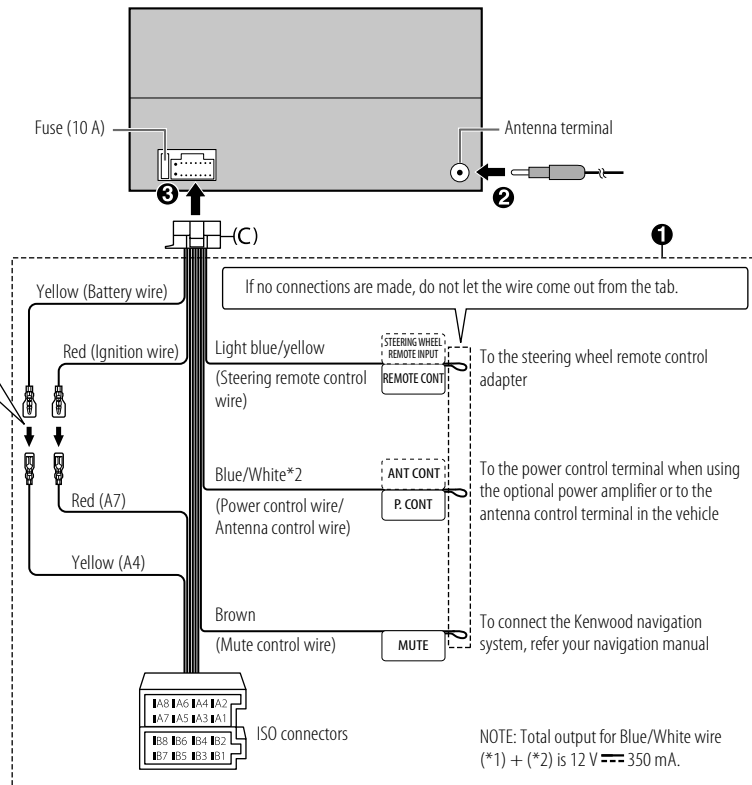 Fuse (10 A)
Antenna terminal
❸
❷
(C)
❶
Yellow (Battery wire)
If no connections are made, do not let the wire come out from the tab.
Red (Ignition wire)
Light blue/yellow
(Steering remote control
wire)
STEERING WHEEL
REMOTE INPUT
REMOTE CONT
To the steering wheel remote control
adapter
Blue/White*2
(Power control wire/
Antenna control wire)
ANT CONT
P. CONT
To the power control terminal when using
the optional power amplifier or to the
antenna control terminal in the vehicle
Red (A7)
Yellow (A4)
Brown
(Mute control wire)
MUTE
To connect the Kenwood navigation
system, refer your navigation manual
A8 A6 A4 A2
A7 A5 A3 A1
B8 B6 B4 B2
B7 B5 B3 B1
ISO connectors
NOTE: Total output for Blue/White wire
(*1) + (*2) is 12 V ⎓ 350 mA.